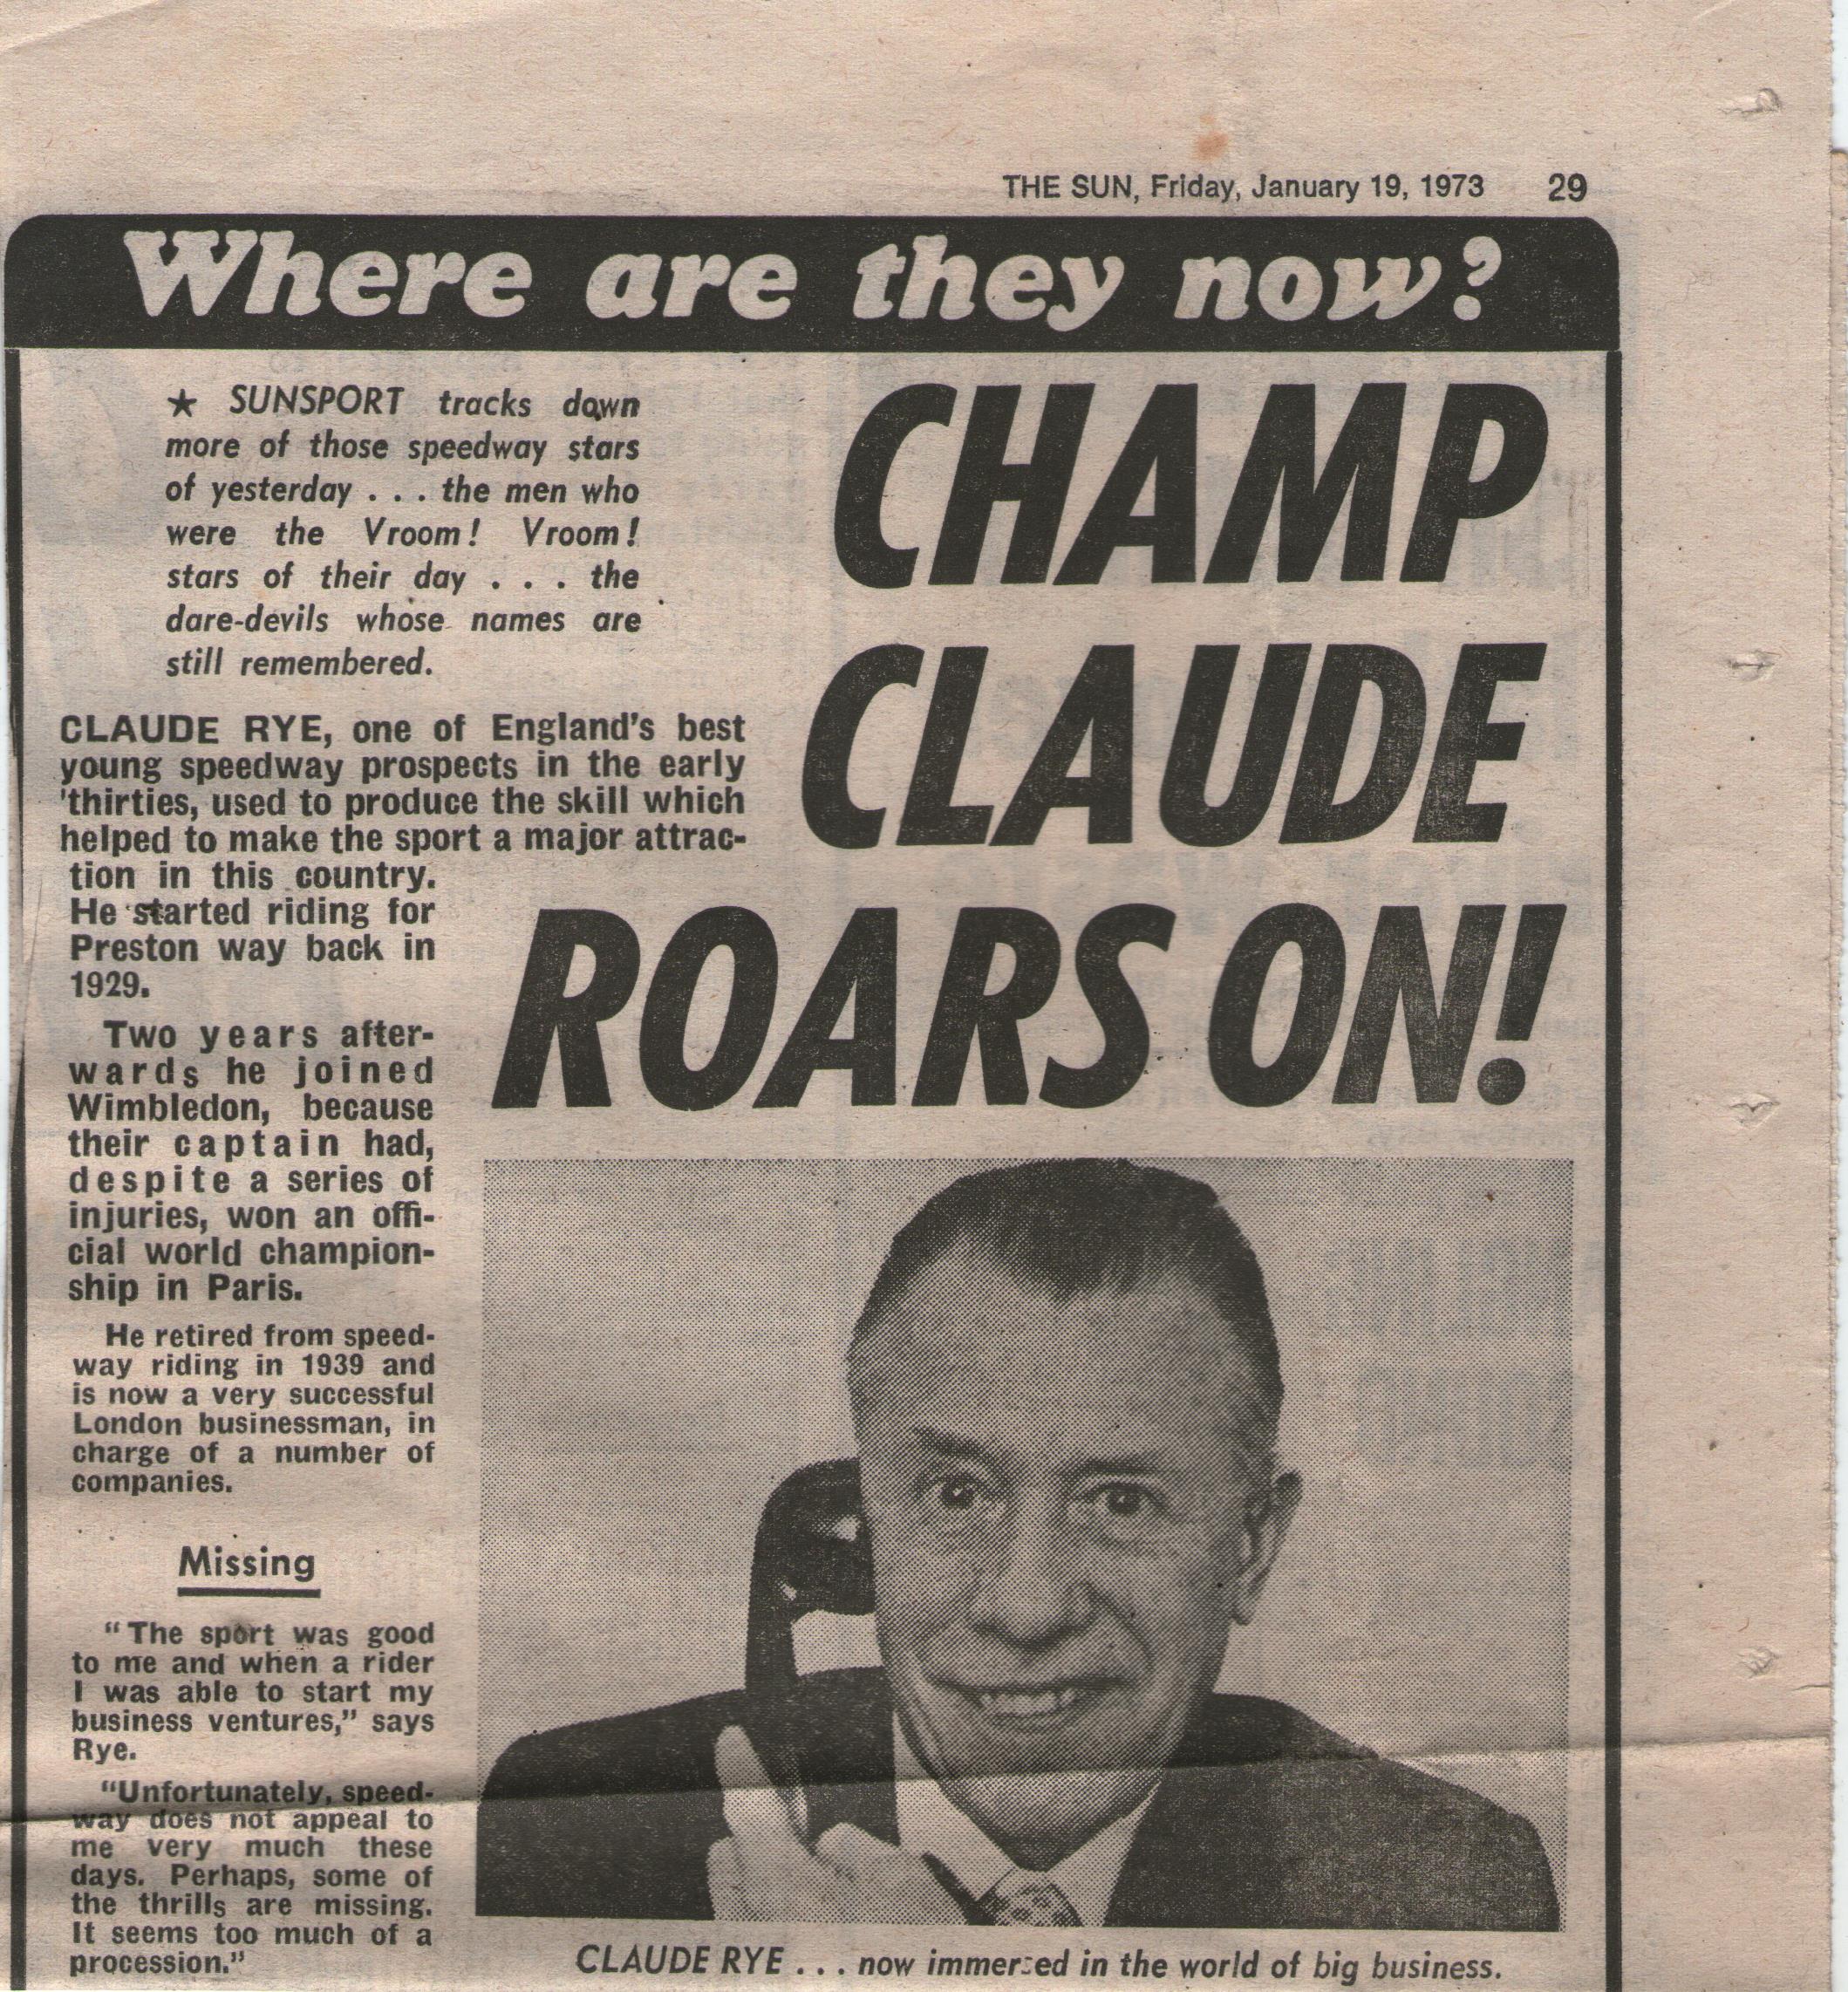 THE SUN, Friday, January 19, 1973 29
Where are they now?
★ SUNSPORT tracks down
more of those speedway stars
of yesterday . . . the men who
were the Vroom! Vroom!
stars of their day . . . the
dare-devils whose names are
still remembered.
CHAMP
CLAUDE
ROARS ON!
CLAUDE RYE, one of England's best
young speedway prospects in the early
'thirties, used to produce the skill which
helped to make the sport a major attrac-
tion in this country.
He started riding for
Preston way back in
1929.
Two years after-
wards he joined
Wimbledon, because
their captain had,
despite a series of
injuries, won an offi-
cial world champion-
ship in Paris.
He retired from speed-
way riding in 1939 and
is now a very successful
London businessman, in
charge of a number of
companies.
Missing
"The sport was good
to me and when a rider
I was able to start my
business ventures," says
Rye.
"Unfortunately, speed-
way does not appeal to
me very much these
days. Perhaps, some of
the thrills are missing.
It seems too much of a
procession."
CLAUDE RYE . . . now immersed in the world of big business.